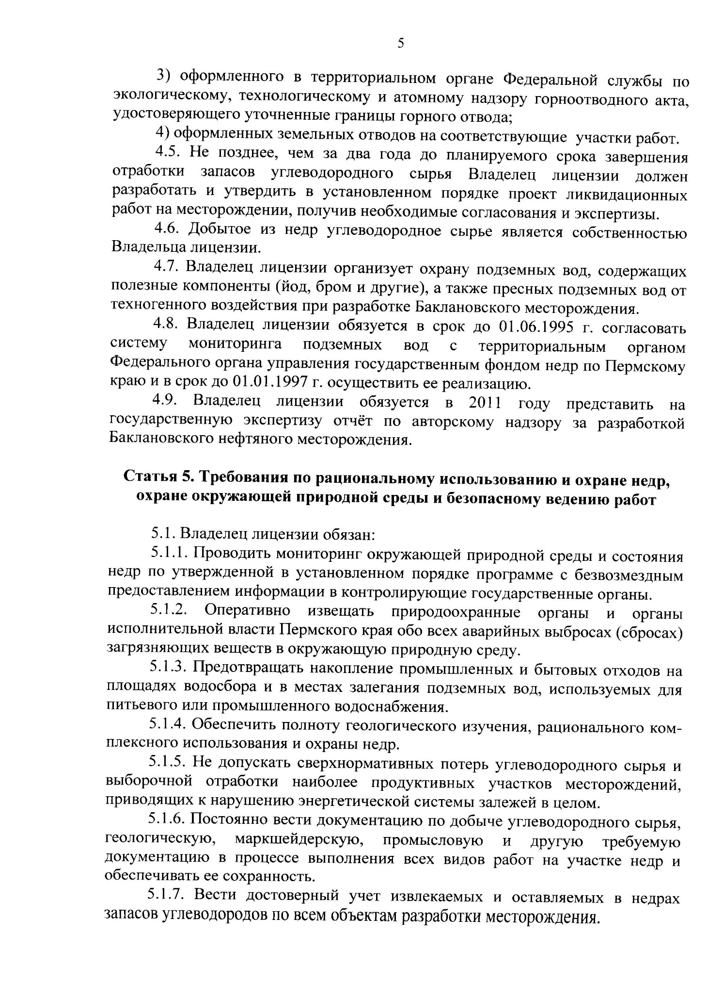 5
3) оформленного в территориальном органе Федеральной службы по
экологическому, технологическому и атомному надзору горноотводного акта,
удостоверяющего уточненные границы горного отвода;
4) оформленных земельных отводов на соответствующие участки работ.
4.5. Не позднее, чем за два года до планируемого срока завершения
отработки запасов углеводородного сырья Владелец лицензии должен
разработать и утвердить в установленном порядке проект ликвидационных
работ на месторождении, получив необходимые согласования и экспертизы.
4.6. Добытое из недр углеводородное сырье является собственностью
Владельца лицензии.
4.7. Владелец лицензии организует охрану подземных вод, содержащих
полезные компоненты (йод, бром и другие), а также пресных подземных вод от
техногенного воздействия при разработке Баклановского месторождения.
4.8. Владелец лицензии обязуется в срок до 01.06.1995 г. согласовать
систему мониторинга подземных вод с территориальным органом
Федерального органа управления государственным фондом недр по Пермскому
краю и в срок до 01.01.1997 г. осуществить ее реализацию.
4.9. Владелец лицензии обязуется в 2011 году представить на
государственную экспертизу отчёт по авторскому надзору за разработкой
Баклановского нефтяного месторождения.
Статья 5. Требования по рациональному использованию и охране недр,
охране окружающей природной среды и безопасному ведению работ
5.1. Владелец лицензии обязан:
5.1.1. Проводить мониторинг окружающей природной среды и состояния
недр по утвержденной в установленном порядке программе с безвозмездным
предоставлением информации в контролирующие государственные органы.
5.1.2. Оперативно извещать природоохранные органы и органы
исполнительной власти Пермского края обо всех аварийных выбросах (сбросах)
загрязняющих веществ в окружающую природную среду.
5.1.3. Предотвращать накопление промышленных и бытовых отходов на
площадях водосбора и в местах залегания подземных вод, используемых для
питьевого или промышленного водоснабжения.
5.1.4. Обеспечить полноту геологического изучения, рационального ком-
плексного использования и охраны недр.
5.1.5. Не допускать сверхнормативных потерь углеводородного сырья и
выборочной отработки наиболее продуктивных участков месторождений,
приводящих к нарушению энергетической системы залежей в целом.
5.1.6. Постоянно вести документацию по добыче углеводородного сырья,
геологическую, маркшейдерскую, промысловую и другую требуемую
документацию в процессе выполнения всех видов работ на участке недр и
обеспечивать ее сохранность.
5.1.7. Вести достоверный учет извлекаемых и оставляемых в недрах
запасов углеводородов по всем объектам разработки месторождения.